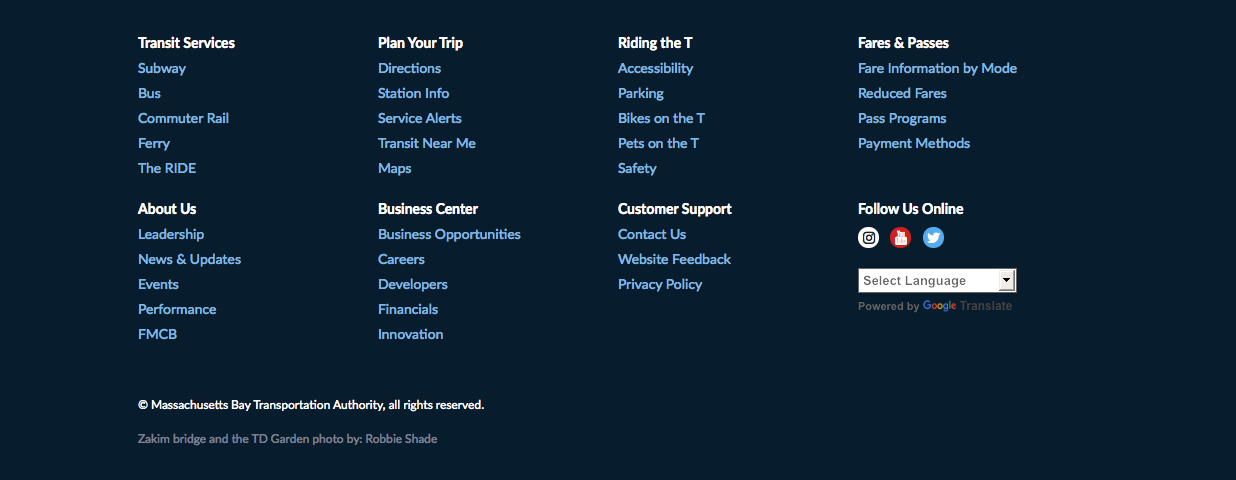 Transit Services
Subway
Bus
Commuter Rail
Ferry
The RIDE
Plan Your Trip
Directions
Station Info
Service Alerts
Transit Near Me
Maps
Riding the T
Accessibility
Parking
Bikes on the T
Pets on the T
Safety
Fares & Passes
Fare Information by Mode
Reduced Fares
Pass Programs
Payment Methods
About Us
Leadership
News & Updates
Events
Performance
FMCB
Business Center
Business Opportunities
Careers
Developers
Financials
Innovation
Customer Support
Contact Us
Website Feedback
Privacy Policy
Follow Us Online
Select Language
Powered by Google Translate
© Massachusetts Bay Transportation Authority, all rights reserved.
Zakim bridge and the TD Garden photo by: Robbie Shade